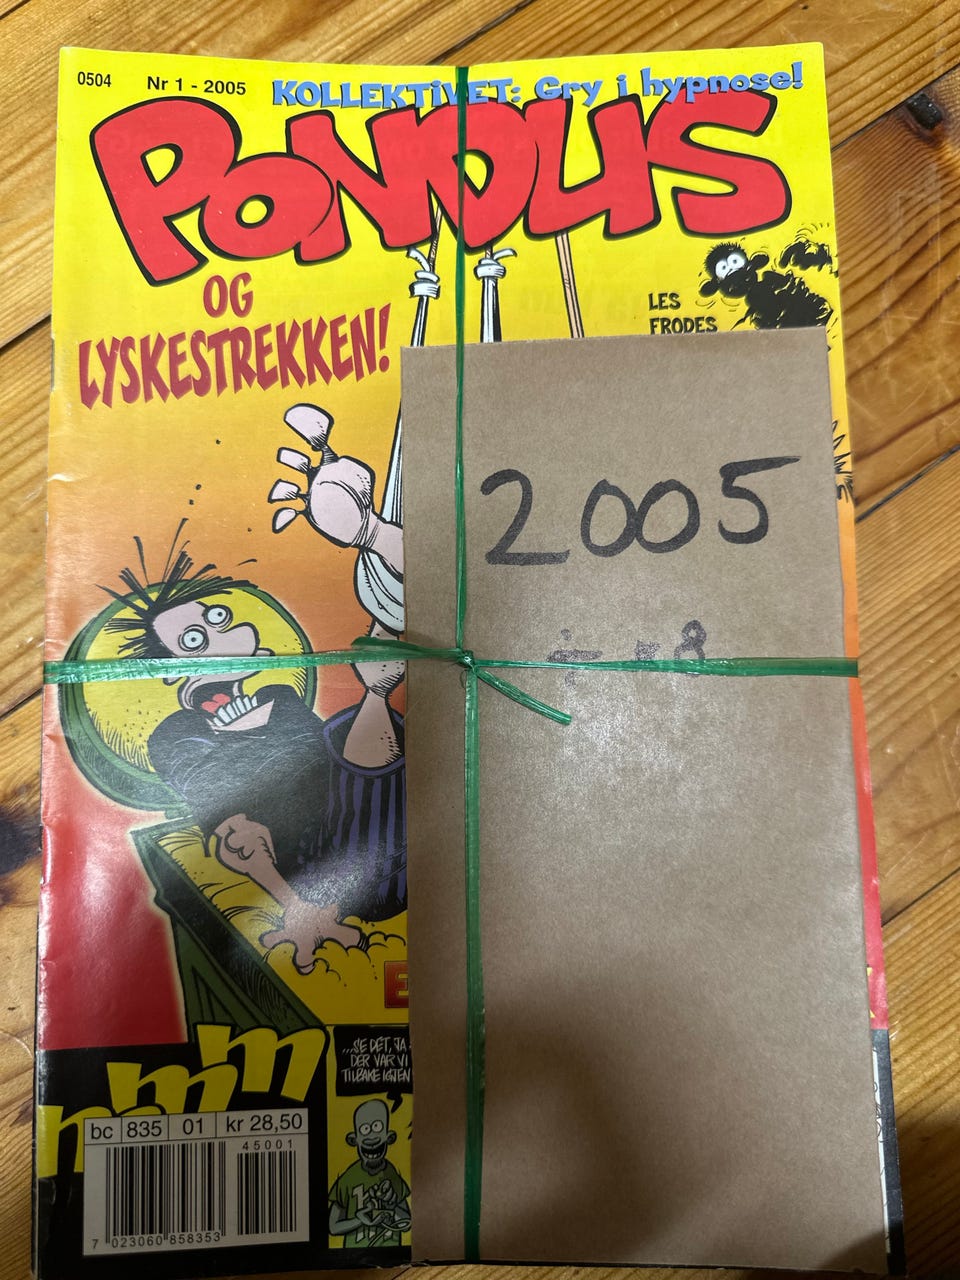 0504
Nr 1 - 2005
KOLLEKTiVET: Gry i hypnose!
PONDUS
OG
LYSKESTREKKEN!
LES
FRODES
2005
...SE DET, JA
DER VAR VI
TILBAKE IGJEN
bc 835 01 kr 28,50
45001
7 023060 858353